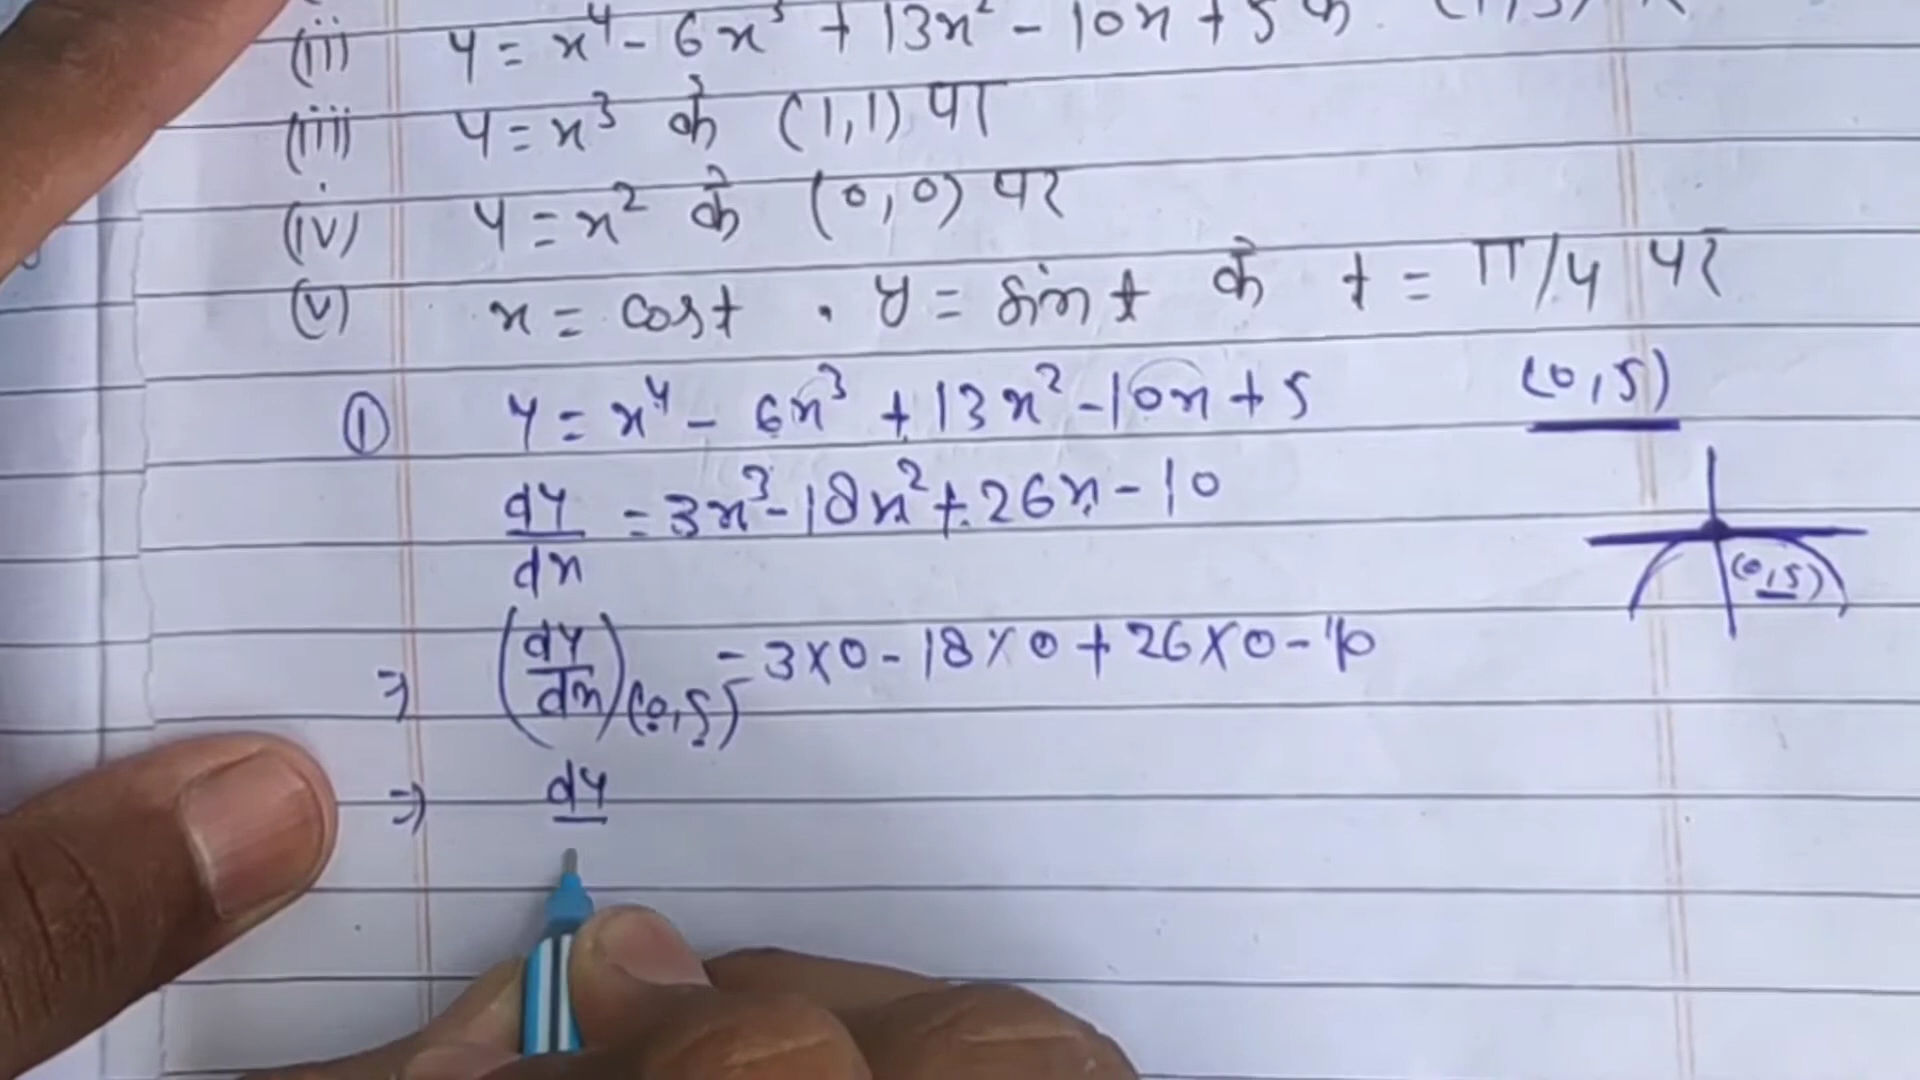 (ii) y = x⁴ - 6x³ + 13x² - 10x + 5 के
(iii) y = x³ के (1,1) पर
(iv) y = x² के (0,0) पर
(v) x = cost . y = sint के t = π/4 पर
① y = x⁴ - 6x³ + 13x² - 10x + 5 (0,5)
dy/dx = 3x³ - 18x² + 26x - 10
(0,5)
⇒ (dy/dx)(0,5) = 3×0 - 18×0 + 26×0 - 10
⇒ dy